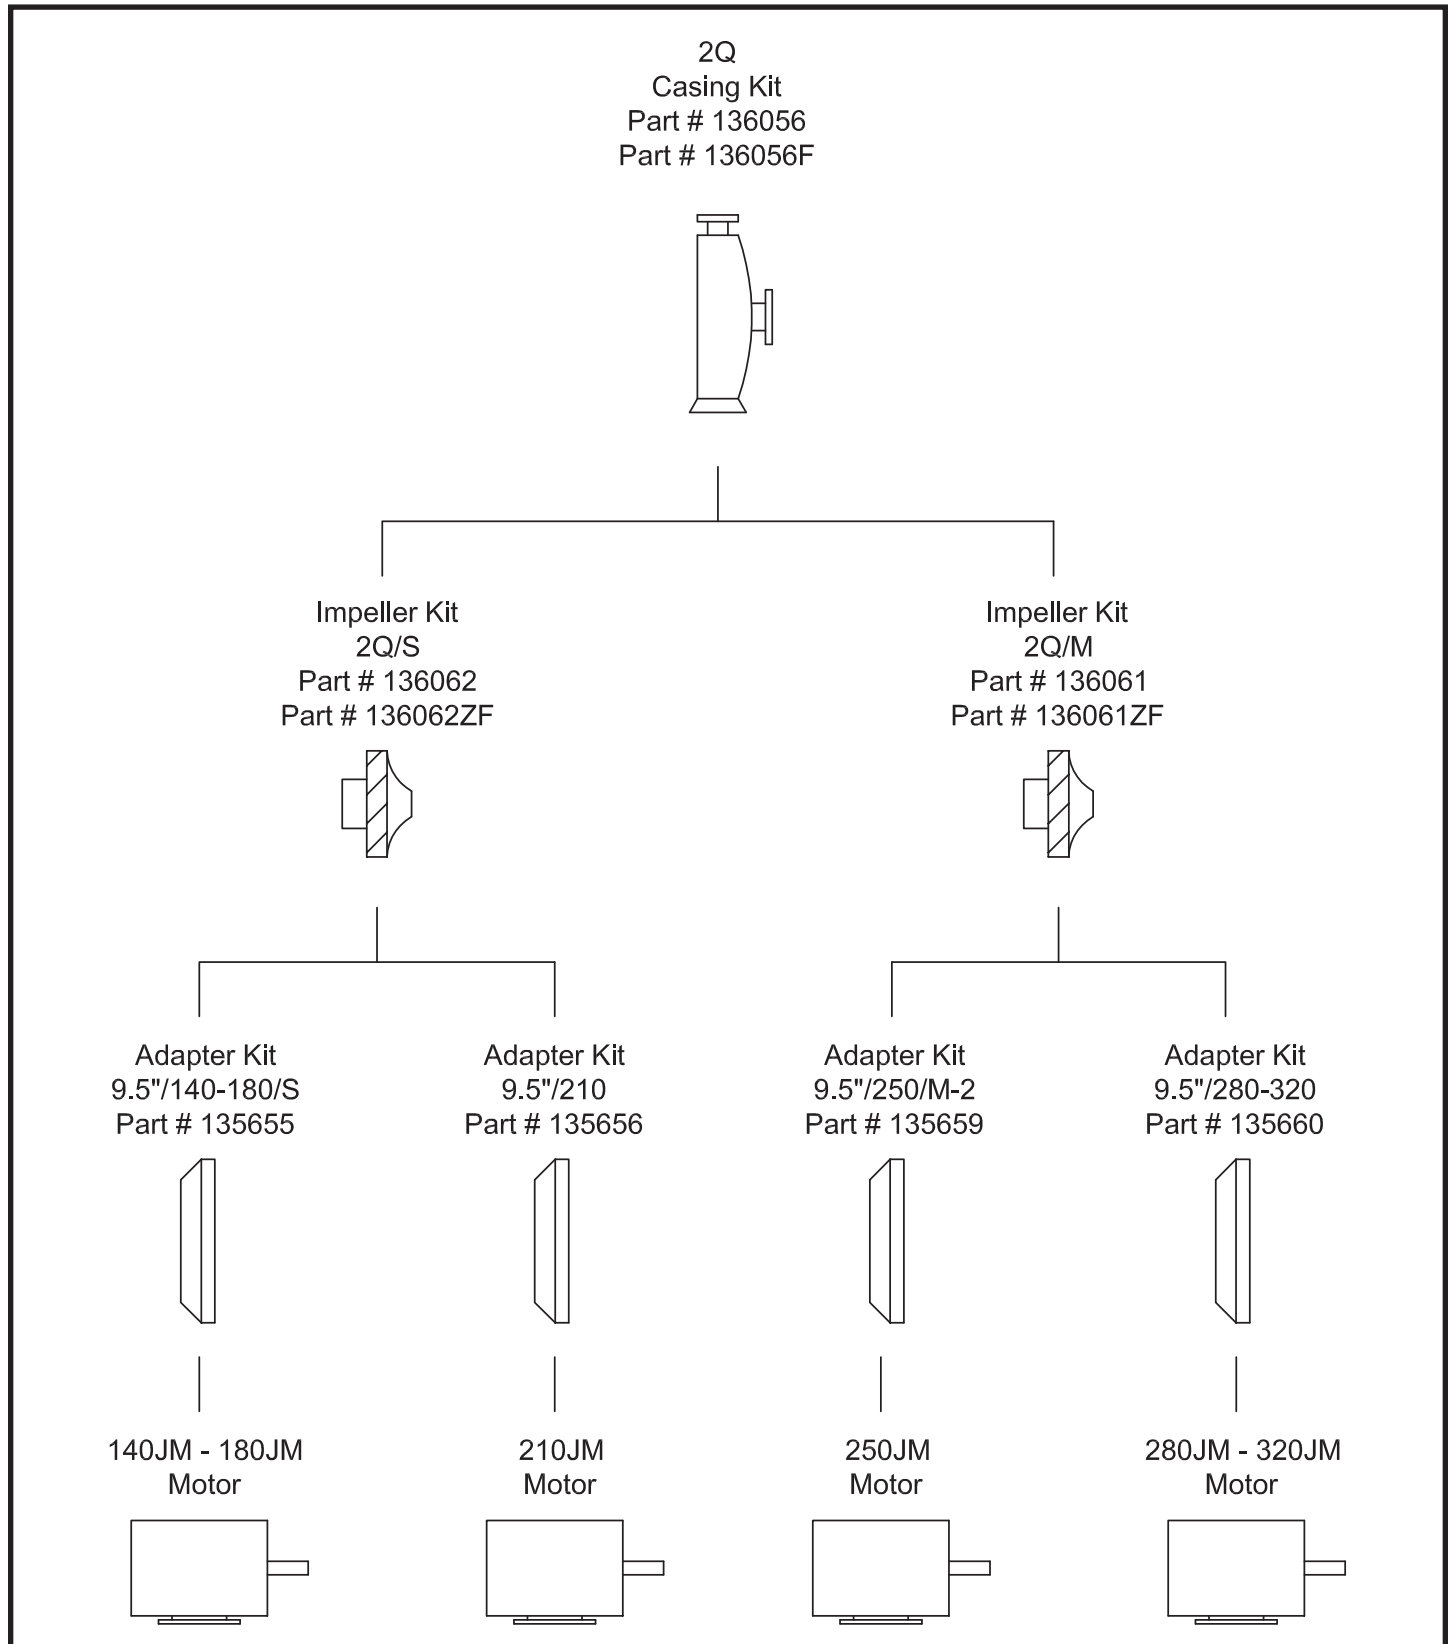 2Q
Casing Kit
Part # 136056
Part # 136056F
Impeller Kit
2Q/S
Part # 136062
Part # 136062ZF
Impeller Kit
2Q/M
Part # 136061
Part # 136061ZF
Adapter Kit
9.5"/140-180/S
Part # 135655
Adapter Kit
9.5"/210
Part # 135656
Adapter Kit
9.5"/250/M-2
Part # 135659
Adapter Kit
9.5"/280-320
Part # 135660
140JM - 180JM
Motor
210JM
Motor
250JM
Motor
280JM - 320JM
Motor